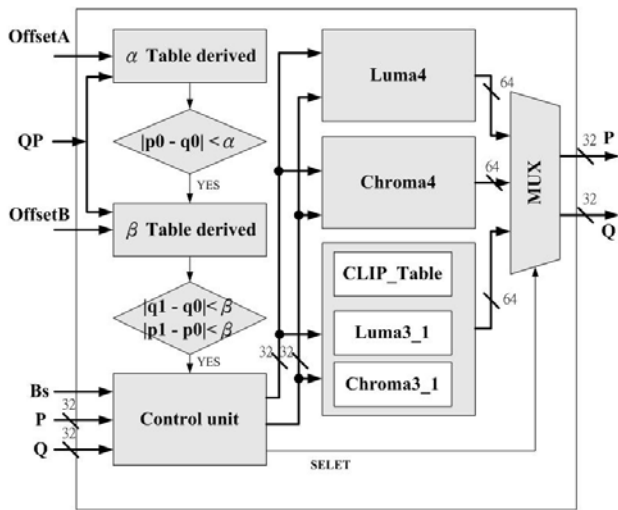 OffsetA
α Table derived
QP
|p0 - q0| < α
YES
OffsetB
β Table derived
|q1 - q0| < β
|p1 - p0| < β
YES
Bs
P
32
Q
32
Control unit
32
32
SELET
Luma4
64
Chroma4
64
CLIP_Table
Luma3_1
Chroma3_1
64
MUX
32
P
32
Q